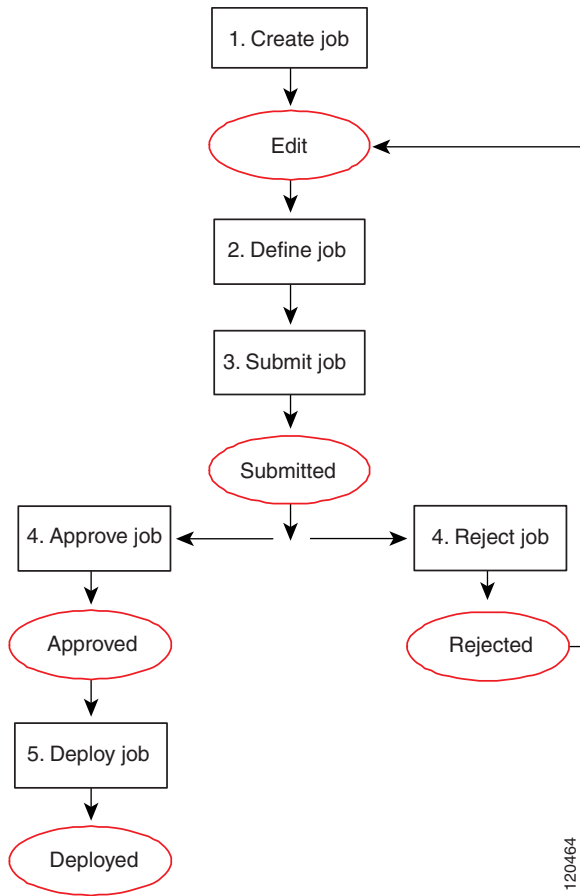 1. Create job
Edit
2. Define job
3. Submit job
Submitted
4. Approve job
4. Reject job
Approved
Rejected
5. Deploy job
Deployed
120464